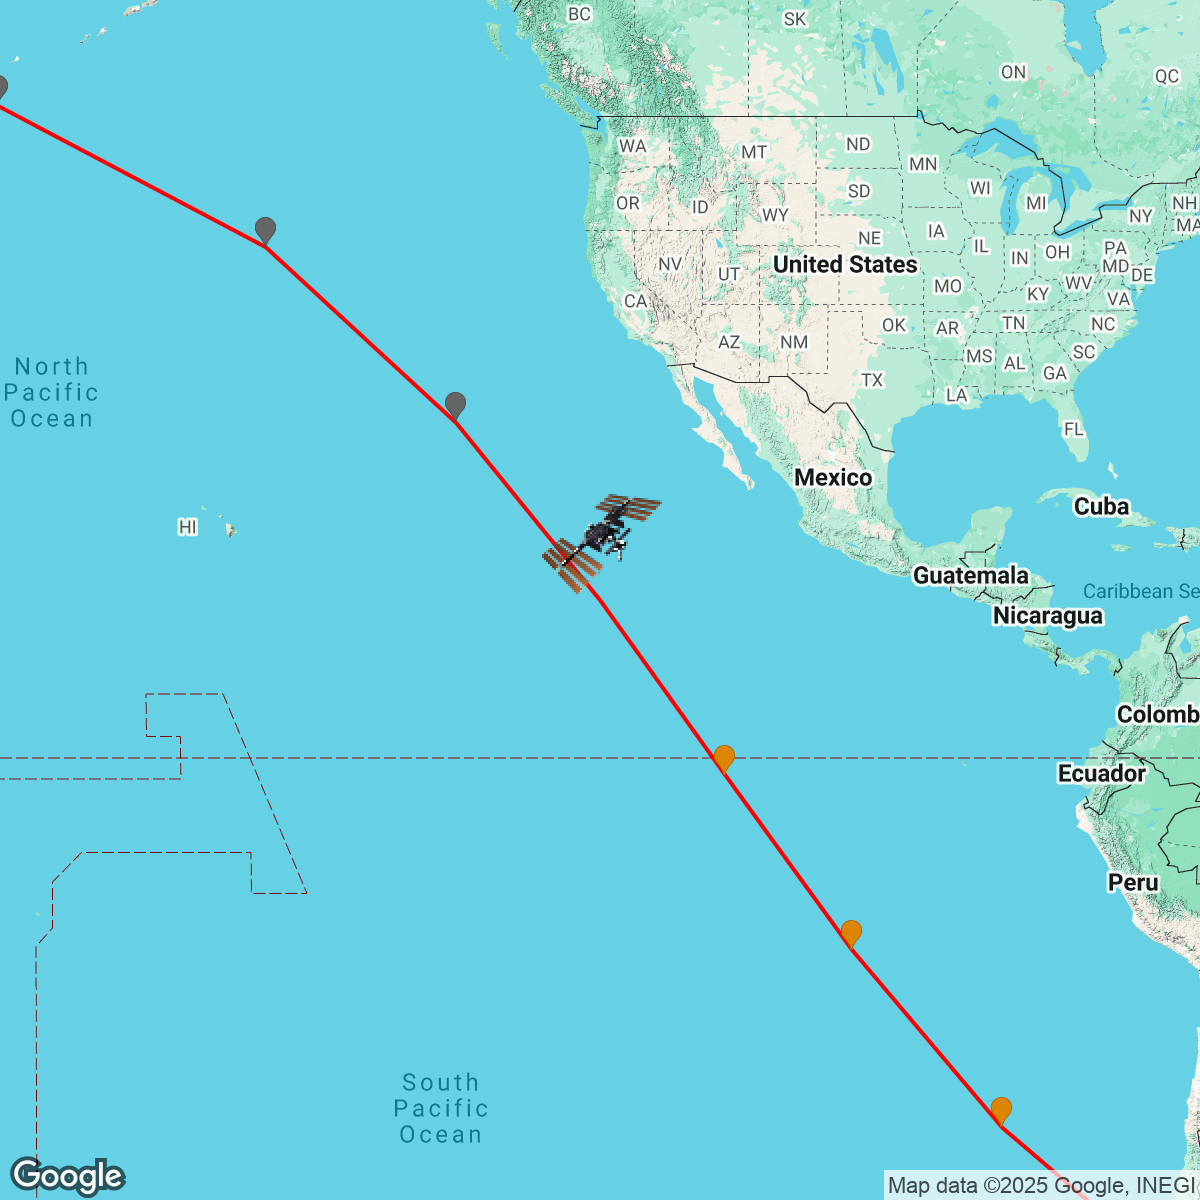 BC
SK
ON
QC
WA
MT
ND
MN
OR
ID
WY
SD
WI
MI
NY
NH
MA
NE
IA
IL
IN
OH
PA
MD
DE
NV
UT
United States
CA
MO
KY
WV
VA
OK
AR
TN
NC
AZ
NM
MS
AL
SC
GA
TX
LA
FL
North
Pacific
Ocean
HI
Mexico
Cuba
Guatemala
Caribbean Se
Nicaragua
Colomb
Ecuador
Peru
South
Pacific
Ocean
Google
Map data ©2025 Google, INEGI